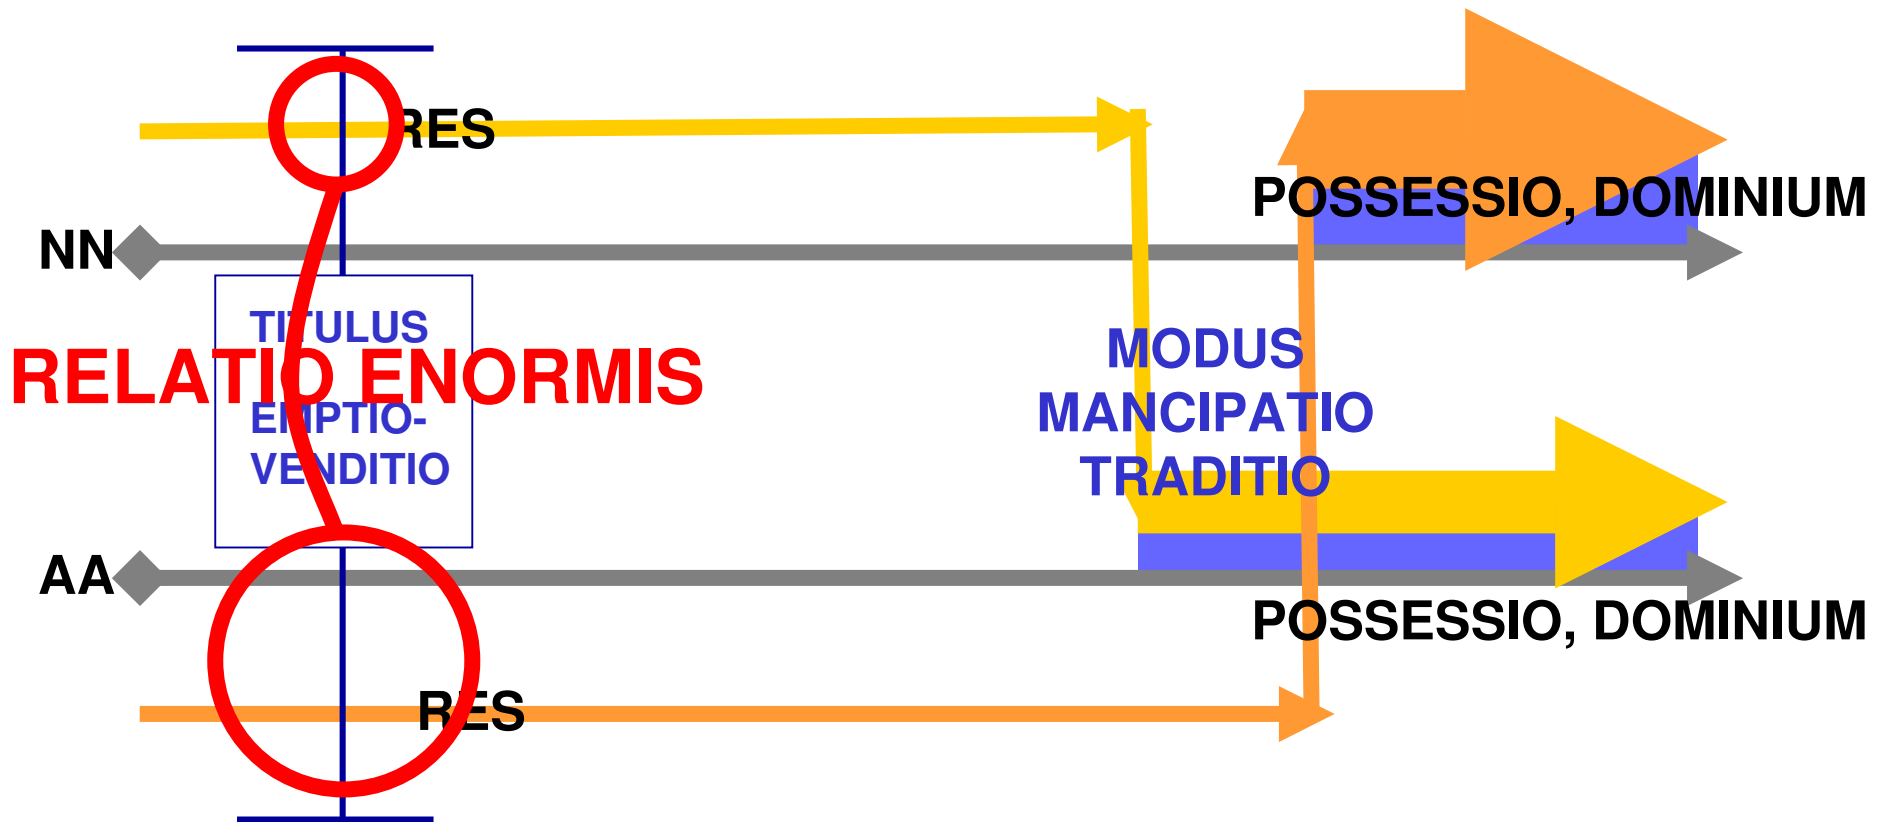 RES
POSSESSIO, DOMINIUM
NN
TITULUS
RELATIO ENORMIS
EMPTIO-
VENDITIO
MODUS
MANCIPATIO
TRADITIO
AA
POSSESSIO, DOMINIUM
RES